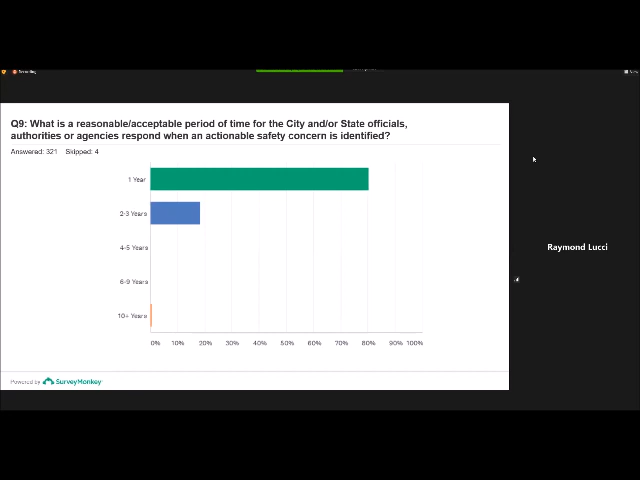 Recording
View
Q9: What is a reasonable/acceptable period of time for the City and/or State officials,
authorities or agencies respond when an actionable safety concern is identified?
Answered: 321 Skipped: 4
1 Year
2-3 Years
4-5 Years
6-9 Years
10+ Years
0% 10% 20% 30% 40% 50% 60% 70% 80% 90% 100%
Raymond Lucci
Powered by SurveyMonkey